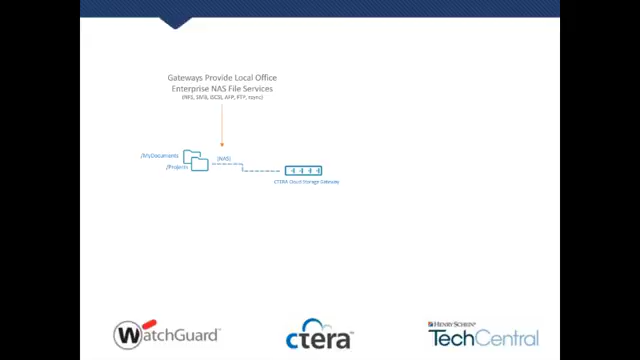 Gateways Provide Local Office
Enterprise NAS File Services
(NFS, SMB, iSCSI, AFP, FTP, rsync)
/MyDocuments
/Projects
(NAS)
CTERA Cloud Storage Gateway
WatchGuard
ctera
HENRY SCHEIN
TechCentral